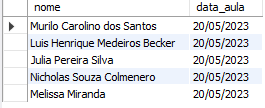 nome data_aula
Murilo Carolino dos Santos 20/05/2023
Luis Henrique Medeiros Becker 20/05/2023
Julia Pereira Silva 20/05/2023
Nicholas Souza Colmenero 20/05/2023
Melissa Miranda 20/05/2023